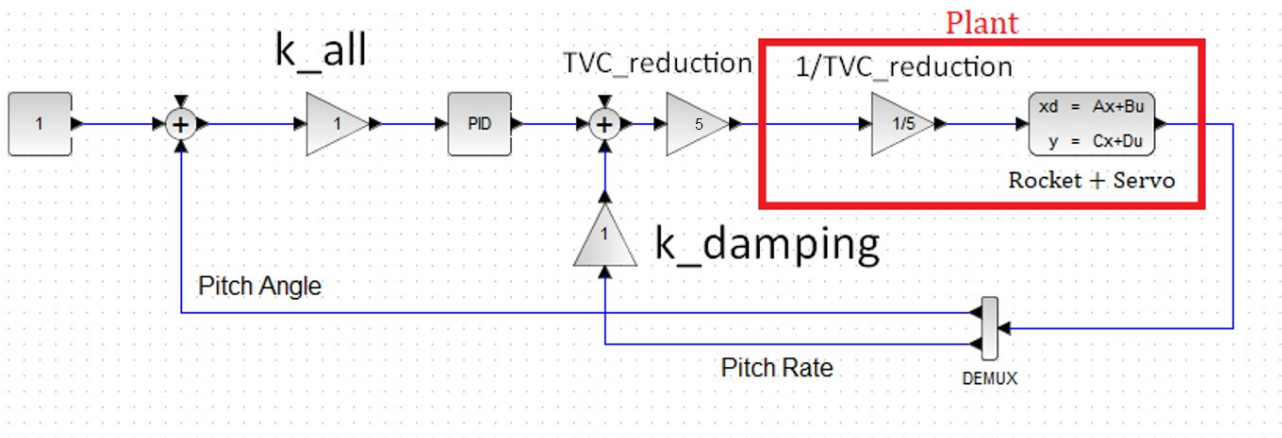 Plant
k_all
TVC_reduction
1/TVC_reduction
1
+
1
PID
+
5
1/5
xd = Ax+Bu
y = Cx+Du
Rocket + Servo
1
k_damping
Pitch Angle
Pitch Rate
DEMUX